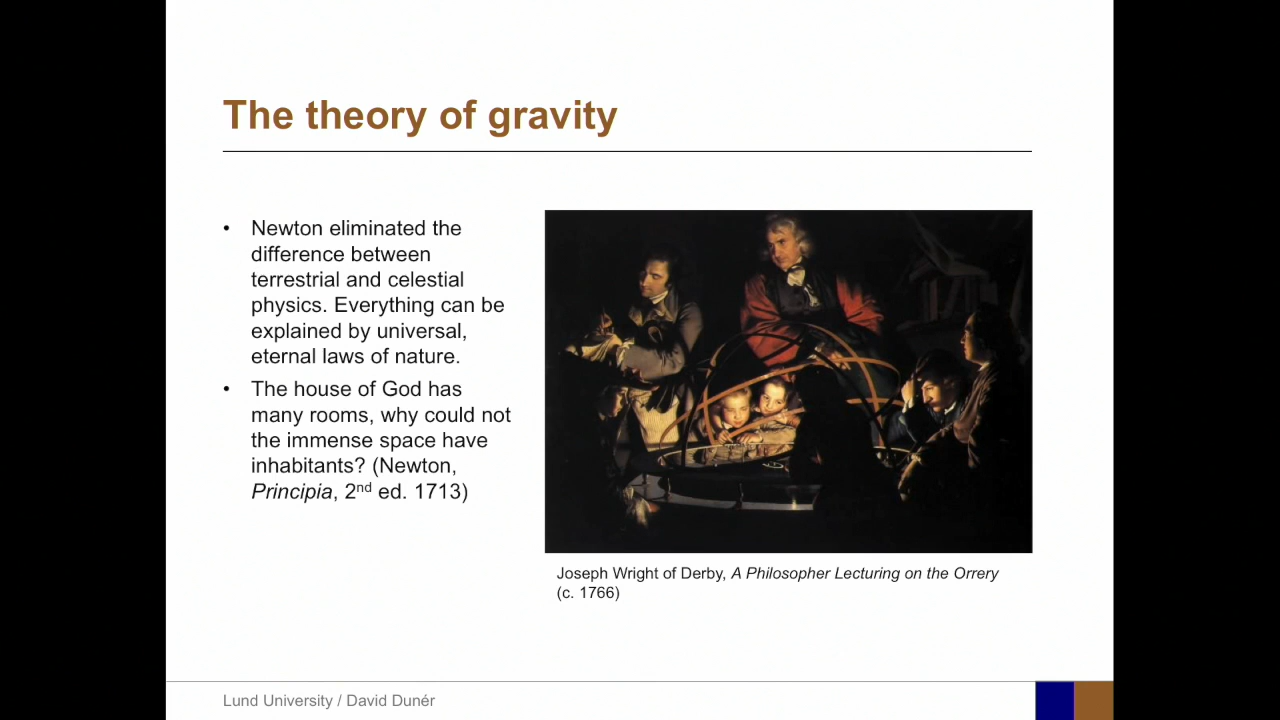 The theory of gravity
• Newton eliminated the
difference between
terrestrial and celestial
physics. Everything can be
explained by universal,
eternal laws of nature.
• The house of God has
many rooms, why could not
the immense space have
inhabitants? (Newton,
Principia, 2nd ed. 1713)
Joseph Wright of Derby, A Philosopher Lecturing on the Orrery
(c. 1766)
Lund University / David Dunér